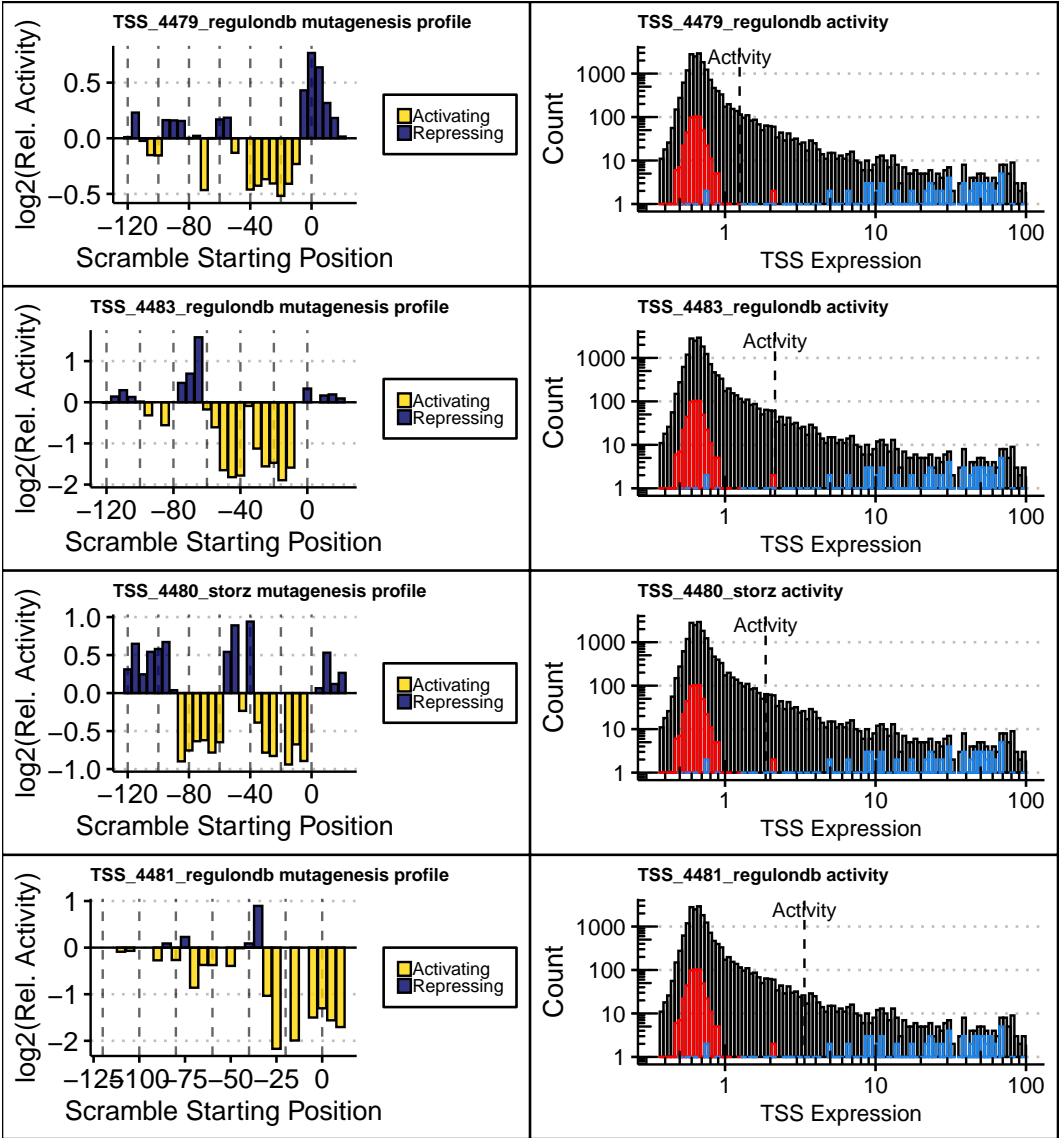 TSS_4479_regulondb mutagenesis profile
log2(Rel. Activity)
0.5
0.0
−0.5
−120 −80 −40 0
Scramble Starting Position
Activating
Repressing
TSS_4479_regulondb activity
Activity
Count
1000
100
10
1
1 10 100
TSS Expression
TSS_4483_regulondb mutagenesis profile
log2(Rel. Activity)
1
0
−1
−2
−120 −80 −40 0
Scramble Starting Position
Activating
Repressing
TSS_4483_regulondb activity
Activity
Count
1000
100
10
1
1 10 100
TSS Expression
TSS_4480_storz mutagenesis profile
log2(Rel. Activity)
1.0
0.5
0.0
−0.5
−1.0
−120 −80 −40 0
Scramble Starting Position
Activating
Repressing
TSS_4480_storz activity
Activity
Count
1000
100
10
1
1 10 100
TSS Expression
TSS_4481_regulondb mutagenesis profile
log2(Rel. Activity)
1
0
−1
−2
−125 −100 −75 −50 −25 0
Scramble Starting Position
Activating
Repressing
TSS_4481_regulondb activity
Activity
Count
1000
100
10
1
1 10 100
TSS Expression